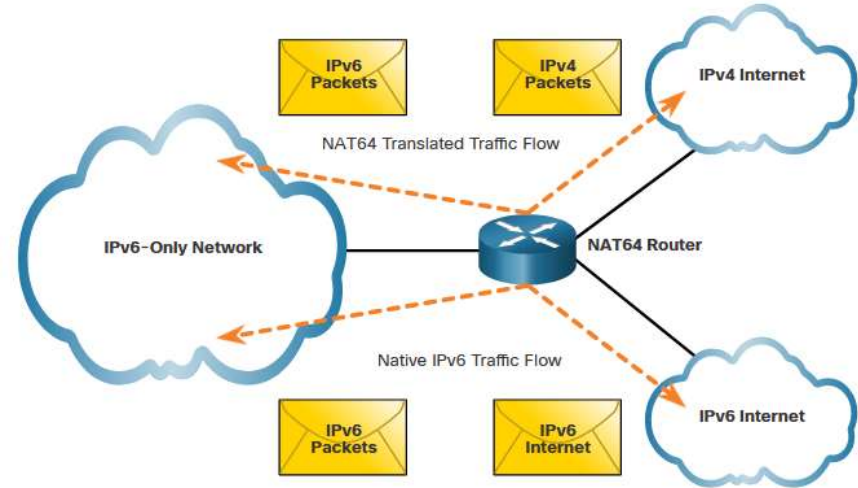 IPv6
Packets
IPv4
Packets
IPv4 Internet
NAT64 Translated Traffic Flow
IPv6-Only Network
NAT64 Router
Native IPv6 Traffic Flow
IPv6
Packets
IPv6
Internet
IPv6 Internet